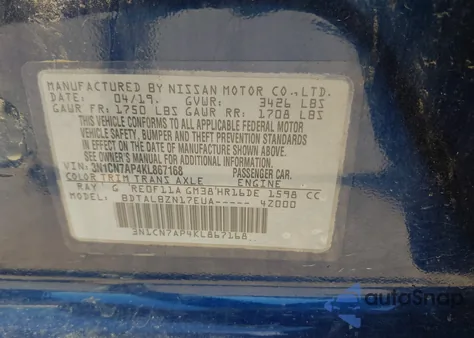 MANUFACTURED BY NISSAN MOTOR CO., LTD.
DATE: 04/19. GVWR: 3426 LBS
GAWR FR: 1750 LBS GAWR RR: 1708 LBS
THIS VEHICLE CONFORMS TO ALL APPLICABLE FEDERAL MOTOR
VEHICLE SAFETY, BUMPER AND THEFT PREVENTION STANDARDS
IN EFFECT ON THE DATE OF MANUFACTURE SHOWN ABOVE.
SEE OWNER'S MANUAL FOR ADDITIONAL INFORMATION
VIN: 3N1CN7AP4KL867168 PASSENGER CAR.
COLOR TRIM TRANS AXLE ENGINE
RAY G RE0F11A GM38 HR16DE 1598 CC
MODEL: BDTALBZN17EUA----- 4Z000
3N1CN7AP4KL867168
autoSnap